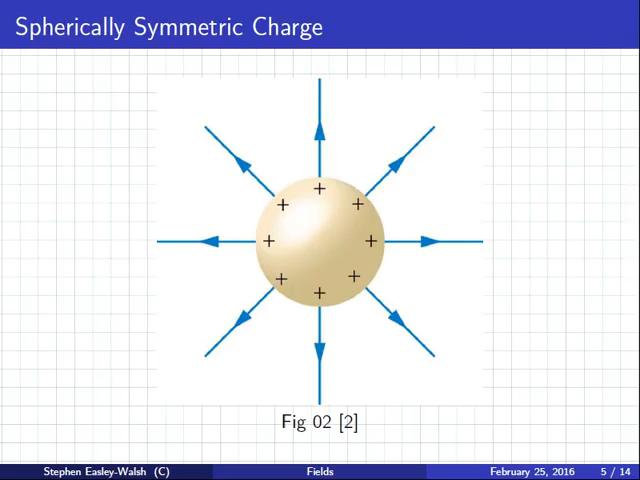 Spherically Symmetric Charge
+
+ +
+ +
+ +
+
Fig 02 [2]
Stephen Easley-Walsh (C) Fields February 25, 2016 5 / 14